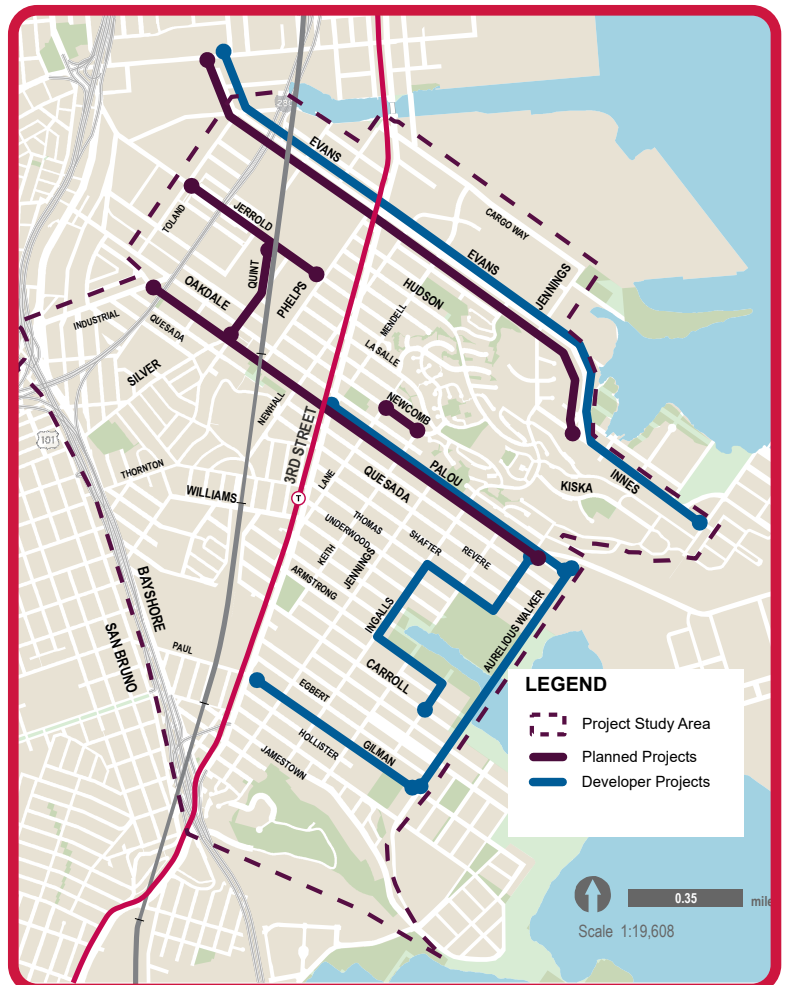 28
EVANS
CARGO WAY
TOLAND
JERROLD
EVANS
JENNINGS
QUINT
OAKDALE
PHELPS
HUDSON
MENDELL
INDUSTRIAL
QUESADA
LA SALLE
SILVER
NEWHALL
NEWCOMB
101
3RD STREET
THORNTON
WILLIAMS
T
LANE
QUESADA
PALOU
KISKA
INNES
THOMAS
UNDERWOOD
SHAFTER
REVERE
KEITH
JENNINGS
ARMSTRONG
BAYSHORE
SAN BRUNO
INGALLS
AURELIOUS WALKER
PAUL
CARROLL
EGBERT
HOLLISTER
GILMAN
JAMESTOWN
LEGEND
Project Study Area
Planned Projects
Developer Projects
0.35
mile
Scale 1:19,608